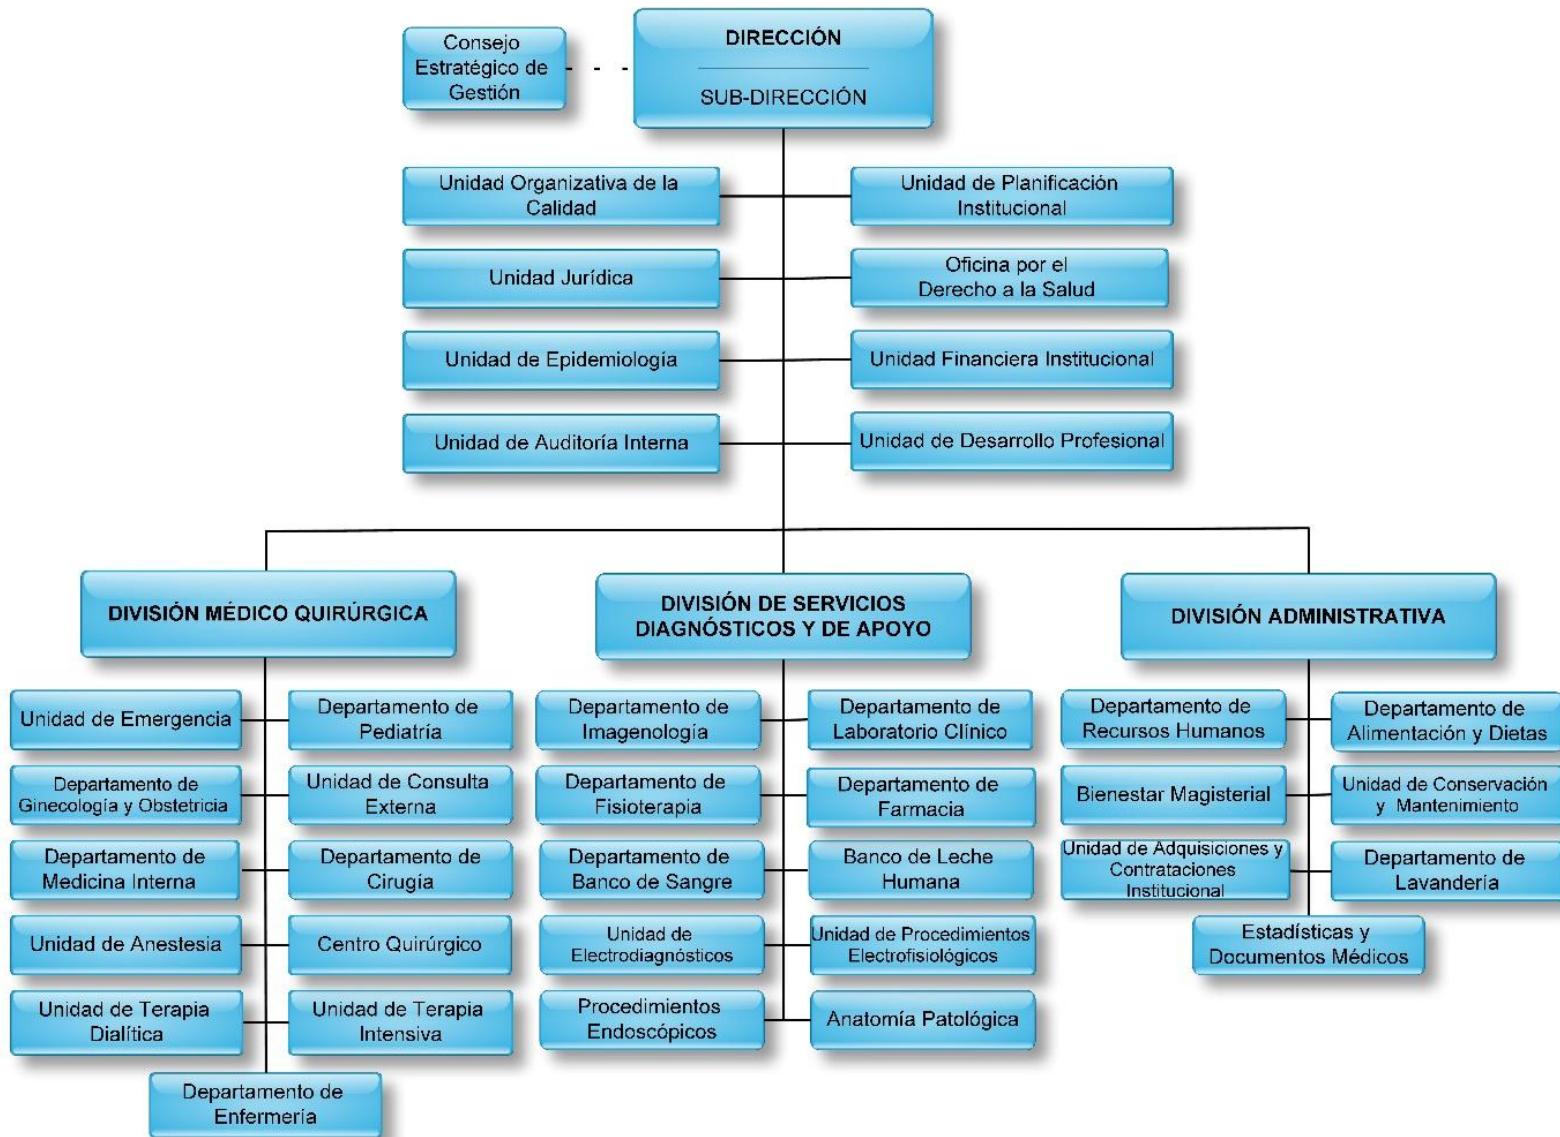 Consejo
Estratégico de
Gestión
DIRECCIÓN
SUB-DIRECCIÓN
Unidad Organizativa de la
Calidad
Unidad de Planificación
Institucional
Unidad Jurídica
Oficina por el
Derecho a la Salud
Unidad de Epidemiología
Unidad Financiera Institucional
Unidad de Auditoría Interna
Unidad de Desarrollo Profesional
DIVISIÓN MÉDICO QUIRÚRGICA
DIVISIÓN DE SERVICIOS
DIAGNÓSTICOS Y DE APOYO
DIVISIÓN ADMINISTRATIVA
Unidad de Emergencia
Departamento de
Pediatría
Departamento de
Ginecología y Obstetricia
Unidad de Consulta
Externa
Departamento de
Medicina Interna
Departamento de
Cirugía
Unidad de Anestesia
Centro Quirúrgico
Unidad de Terapia
Dialítica
Unidad de Terapia
Intensiva
Departamento de
Enfermería
Departamento de
Imagenología
Departamento de
Laboratorio Clínico
Departamento de
Fisioterapia
Departamento de
Farmacia
Departamento de
Banco de Sangre
Banco de Leche
Humana
Unidad de
Electrodiagnósticos
Unidad de Procedimientos
Electrofisiológicos
Procedimientos
Endoscópicos
Anatomía Patológica
Departamento de
Recursos Humanos
Departamento de
Alimentación y Dietas
Bienestar Magisterial
Unidad de Conservación
y Mantenimiento
Unidad de Adquisiciones y
Contrataciones
Institucional
Departamento de
Lavandería
Estadísticas y
Documentos Médicos